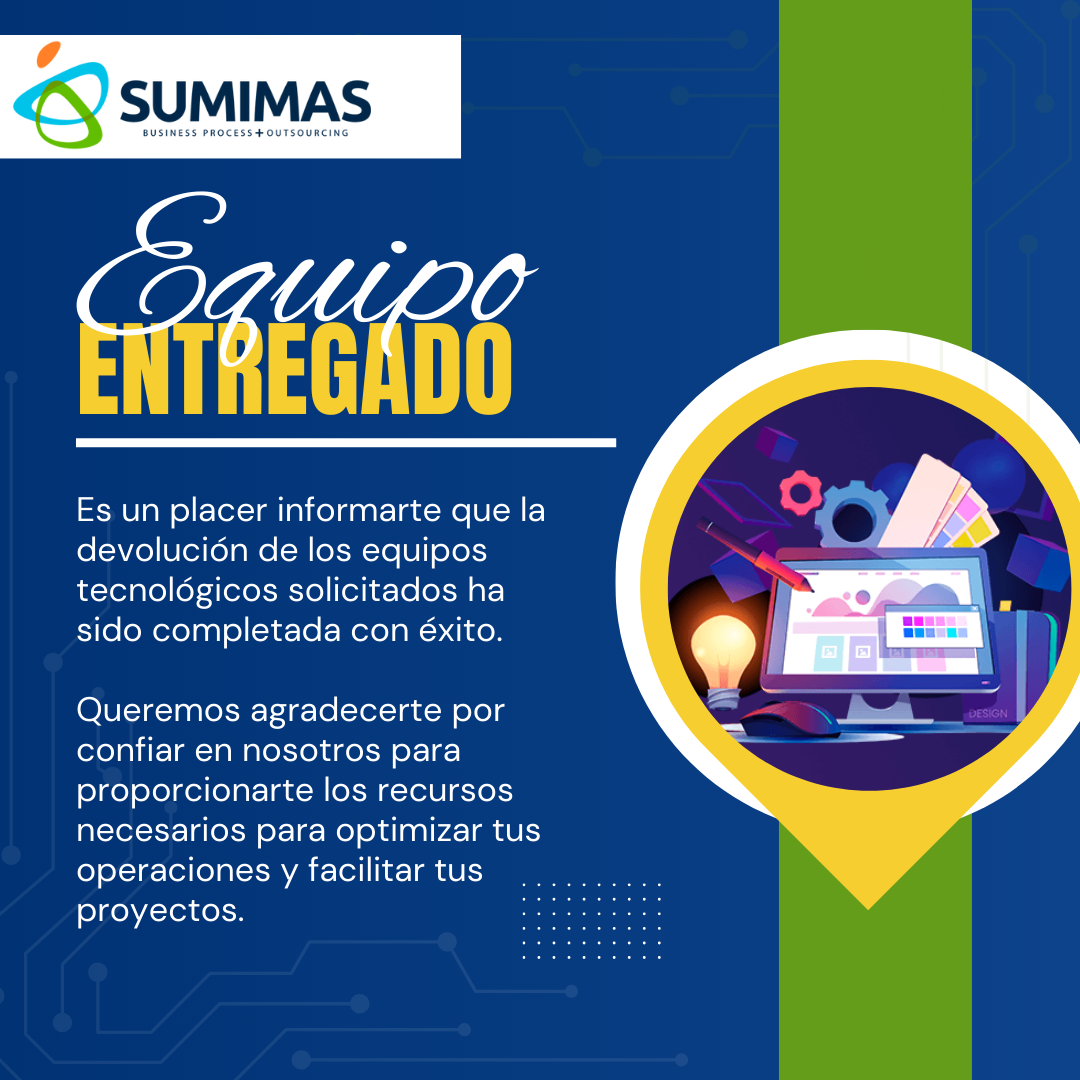 SUMIMAS
BUSINESS PROCESS+OUTSOURCING
Equipo
ENTREGADO
Es un placer informarte que la
devolución de los equipos
tecnológicos solicitados ha
sido completada con éxito.
Queremos agradecerte por
confiar en nosotros para
proporcionarte los recursos
necesarios para optimizar tus
operaciones y facilitar tus
proyectos.
DESIGN